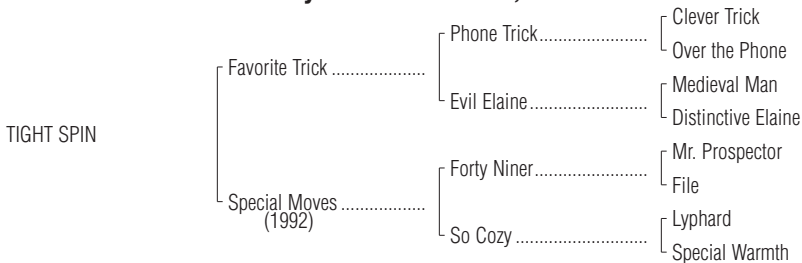 Clever Trick
Phone Trick
Over the Phone
Favorite Trick
Medieval Man
Evil Elaine
Distinctive Elaine
TIGHT SPIN
Mr. Prospector
Forty Niner
File
Special Moves
(1992)
Lyphard
So Cozy
Special Warmth